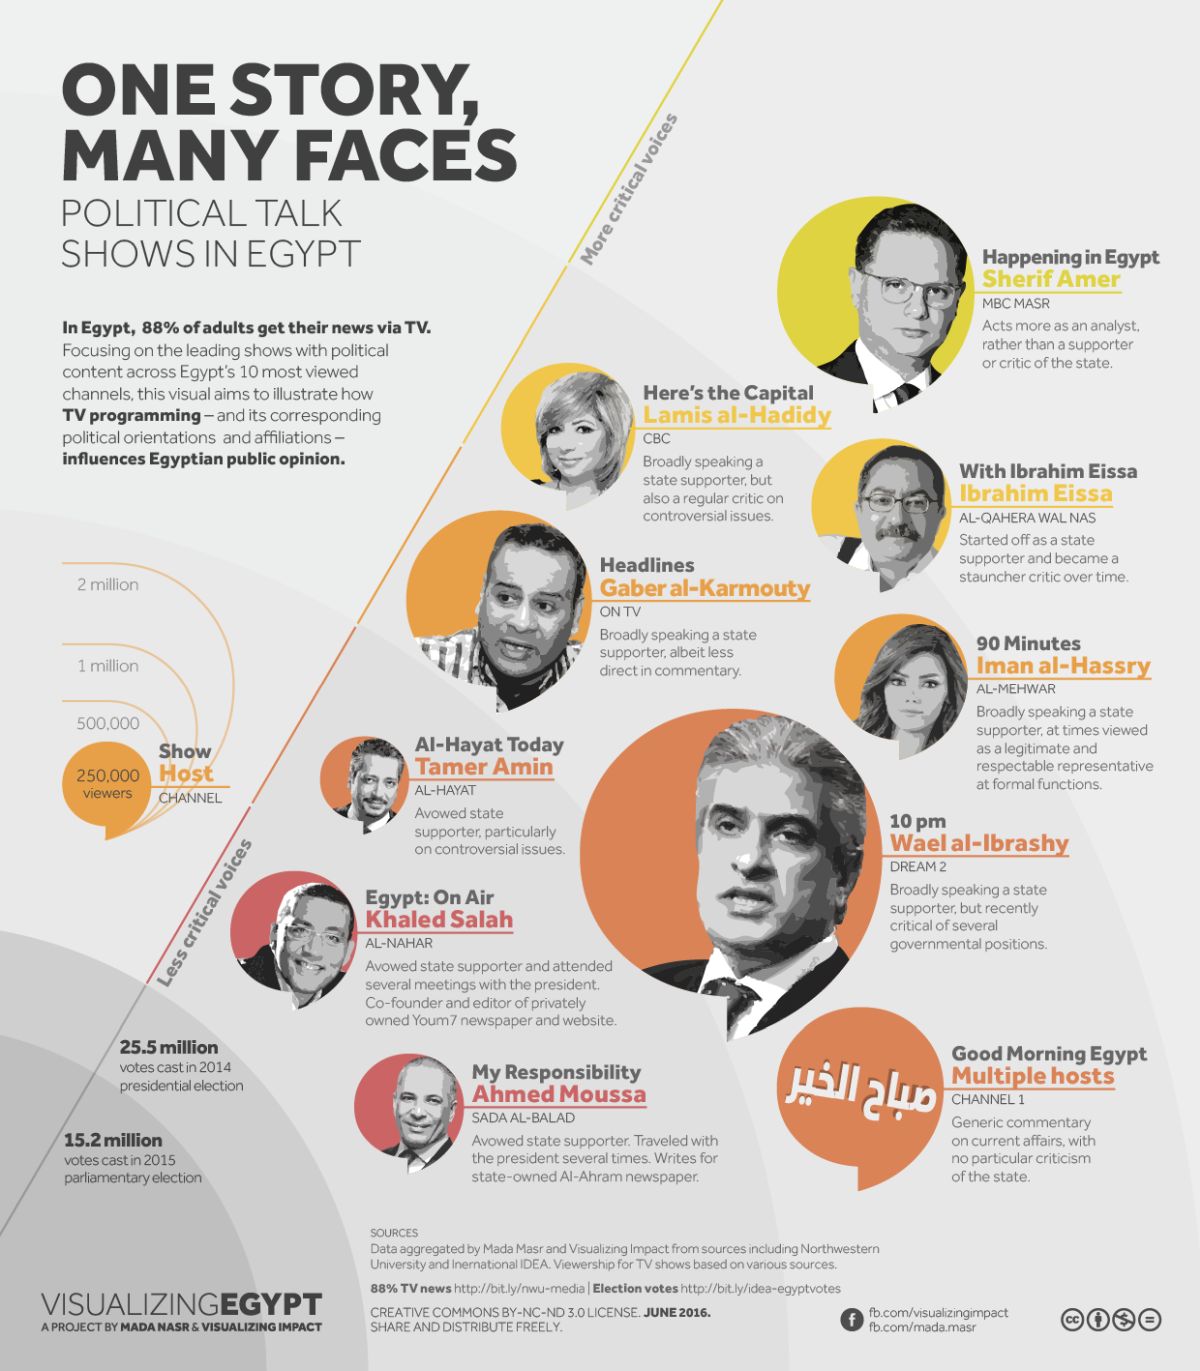 ONE STORY,
MANY FACES
POLITICAL TALK
SHOWS IN EGYPT
In Egypt, 88% of adults get their news via TV.
Focusing on the leading shows with political
content across Egypt's 10 most viewed
channels, this visual aims to illustrate how
TV programming – and its corresponding
political orientations and affiliations –
influences Egyptian public opinion.
More critical voices
Happening in Egypt
Sherif Amer
MBC MASR
Acts more as an analyst,
rather than a supporter
or critic of the state.
Here's the Capital
Lamis al-Hadidy
CBC
Broadly speaking a
state supporter, but
also a regular critic on
controversial issues.
With Ibrahim Eissa
Ibrahim Eissa
AL-QAHERA WAL NAS
Started off as a state
supporter and became a
stauncher critic over time.
Headlines
Gaber al-Karmouty
ON TV
Broadly speaking a state
supporter, albeit less
direct in commentary.
90 Minutes
Iman al-Hassry
AL-MEHWAR
Broadly speaking a state
supporter, at times viewed
as a legitimate and
respectable representative
at formal functions.
2 million
1 million
500,000
250,000
viewers
Show
Host
CHANNEL
Al-Hayat Today
Tamer Amin
AL-HAYAT
Avowed state
supporter, particularly
on controversial issues.
10 pm
Wael al-Ibrashy
DREAM 2
Broadly speaking a state
supporter, but recently
critical of several
governmental positions.
Less critical voices
Egypt: On Air
Khaled Salah
AL-NAHAR
Avowed state supporter and attended
several meetings with the president.
Co-founder and editor of privately
owned Youm7 newspaper and website.
My Responsibility
Ahmed Moussa
SADA AL-BALAD
Avowed state supporter. Traveled with
the president several times. Writes for
state-owned Al-Ahram newspaper.
صباح الخير
Good Morning Egypt
Multiple hosts
CHANNEL 1
Generic commentary
on current affairs, with
no particular criticism
of the state.
25.5 million
votes cast in 2014
presidential election
15.2 million
votes cast in 2015
parliamentary election
SOURCES
Data aggregated by Mada Masr and Visualizing Impact from sources including Northwestern
University and Inernational IDEA. Viewership for TV shows based on various sources.
88% TV news http://bit.ly/nwu-media | Election votes http://bit.ly/idea-egyptvotes
CREATIVE COMMONS BY-NC-ND 3.0 LICENSE. JUNE 2016.
SHARE AND DISTRIBUTE FREELY.
VISUALIZINGEGYPT
A PROJECT BY MADA NASR & VISUALIZING IMPACT
f
fb.com/visualizingimpact
fb.com/mada.masr
cc